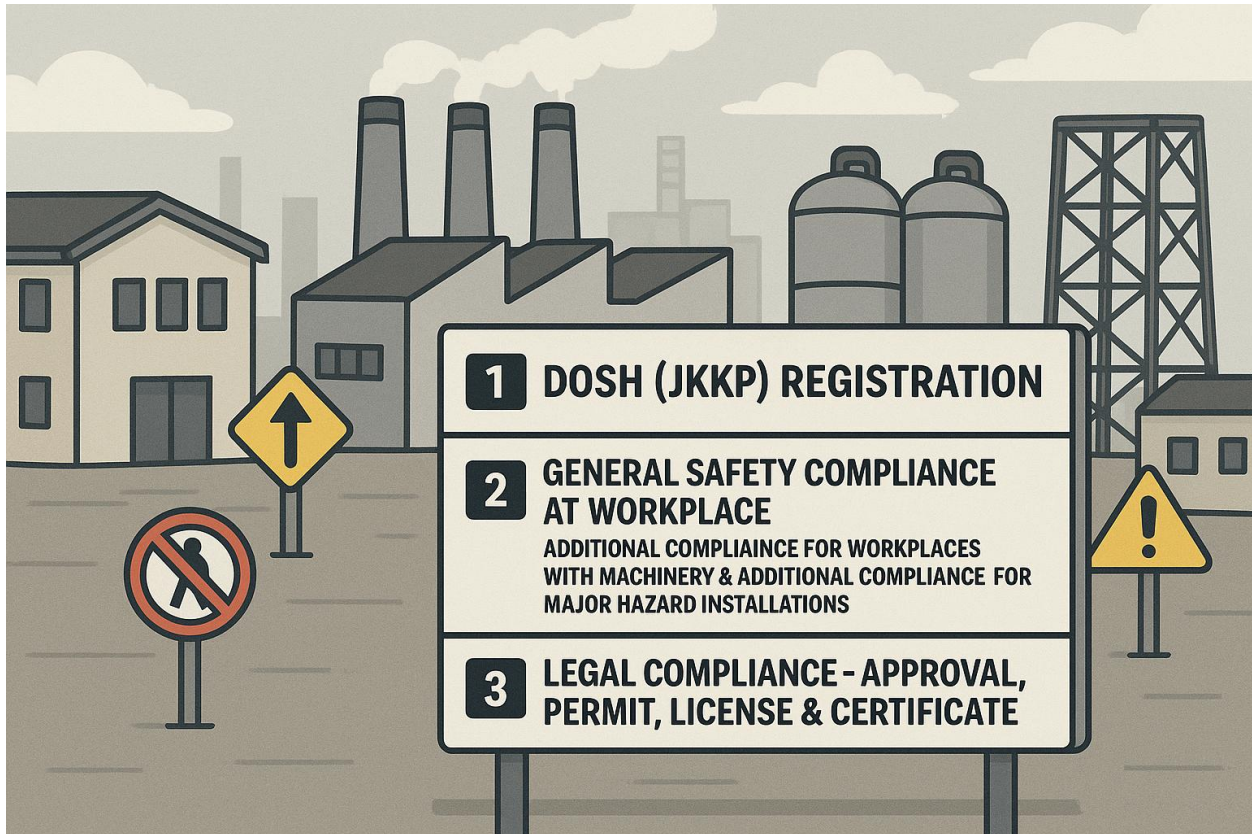 1 DOSH (JKKP) REGISTRATION
2 GENERAL SAFETY COMPLIANCE
AT WORKPLACE
ADDITIONAL COMPLIAINCE FOR WORKPLACES
WITH MACHINERY & ADDITIONAL COMPLIANCE FOR
MAJOR HAZARD INSTALLATIONS
3 LEGAL COMPLIANCE - APPROVAL,
PERMIT, LICENSE & CERTIFICATE
!